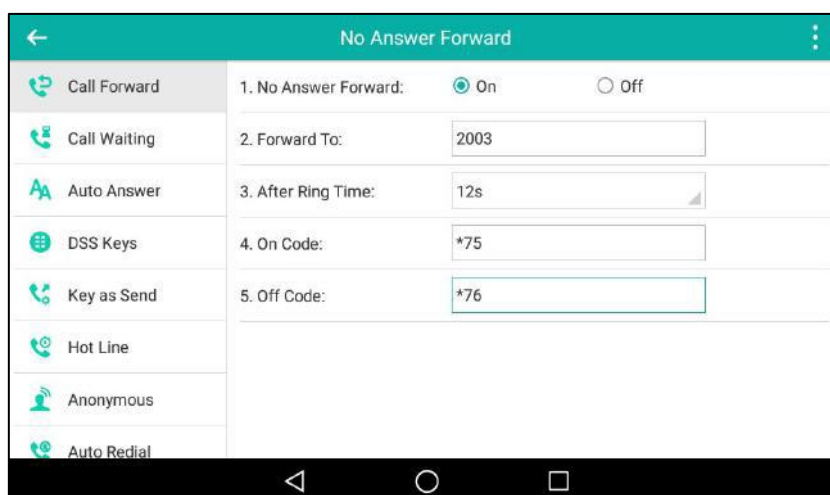 No Answer Forward
Call Forward
Call Waiting
Auto Answer
DSS Keys
Key as Send
Hot Line
Anonymous
Auto Redial
1. No Answer Forward: On Off
2. Forward To: 2003
3. After Ring Time: 12s
4. On Code: *75
5. Off Code: *76